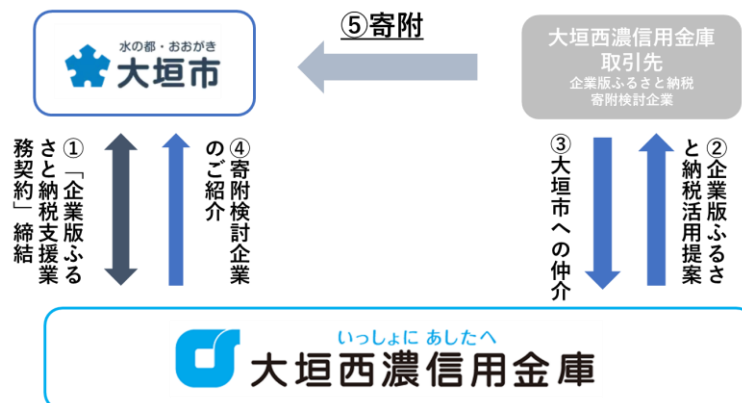 水の都・おおがき
大垣市
⑤寄附
大垣西濃信用金庫
取引先
企業版ふるさと納税
寄附検討企業
①「企業版ふる
さと納税支援業
務契約」締結
④寄附検討企業
のご紹介
③大垣市への仲介
②企業版ふるさ
と納税活用提案
いっしょに あしたへ
大垣西濃信用金庫